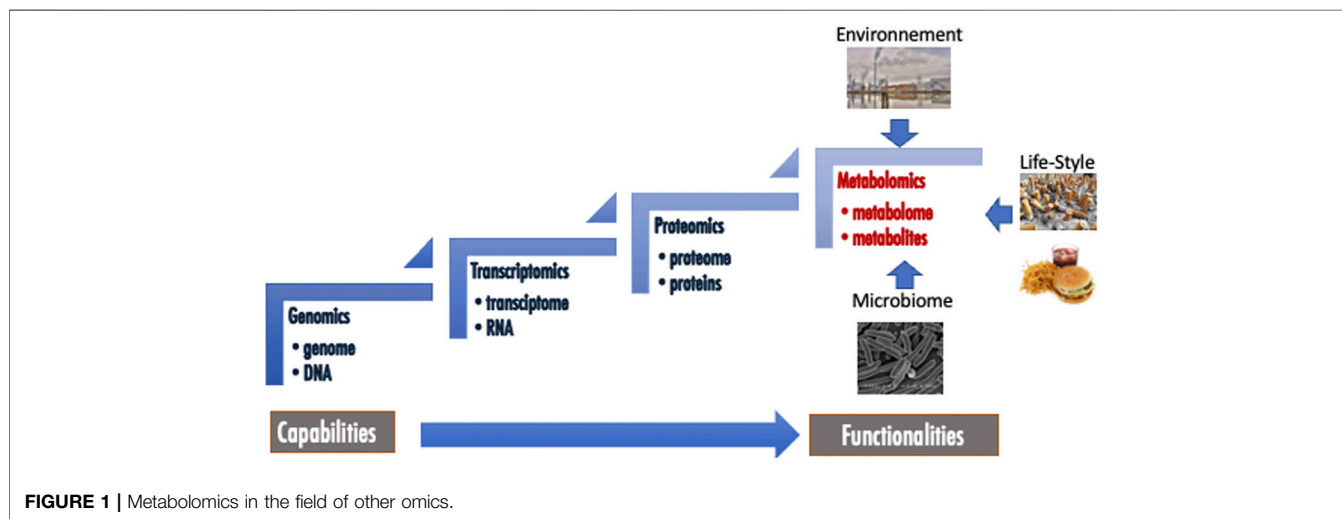 Environnement
Life-Style
Metabolomics
• metabolome
• metabolites
Proteomics
• proteome
• proteins
Transcriptomics
• transciptome
• RNA
Microbiome
Genomics
• genome
• DNA
Capabilities
Functionalities
FIGURE 1 | Metabolomics in the field of other omics.